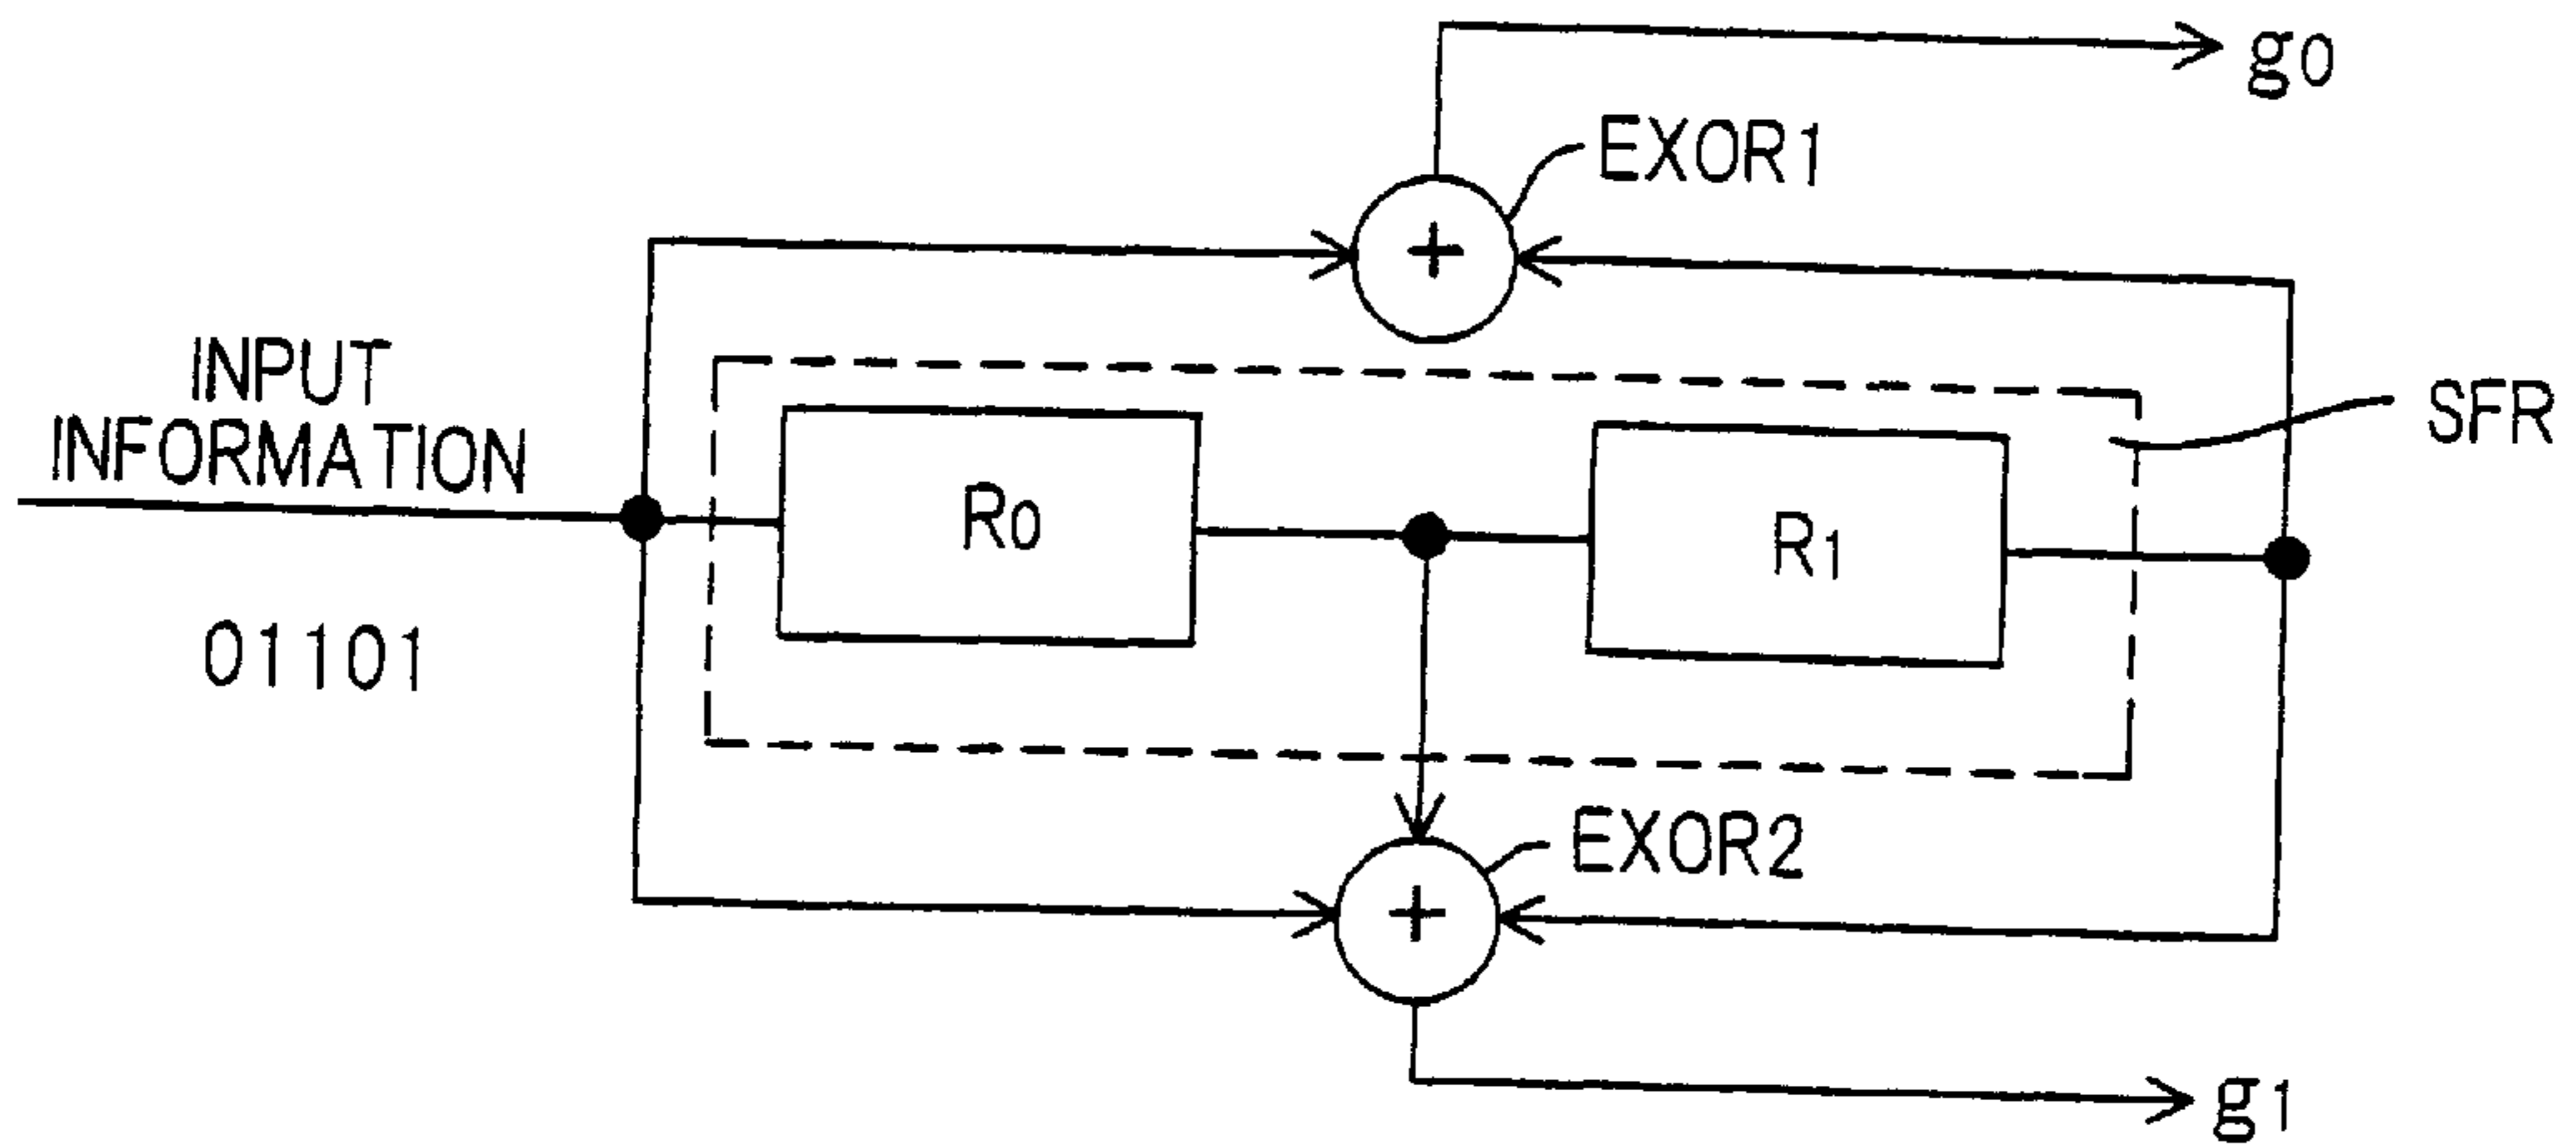 g0
EXOR1
INPUT
INFORMATION
SFR
R0
R1
01101
EXOR2
g1